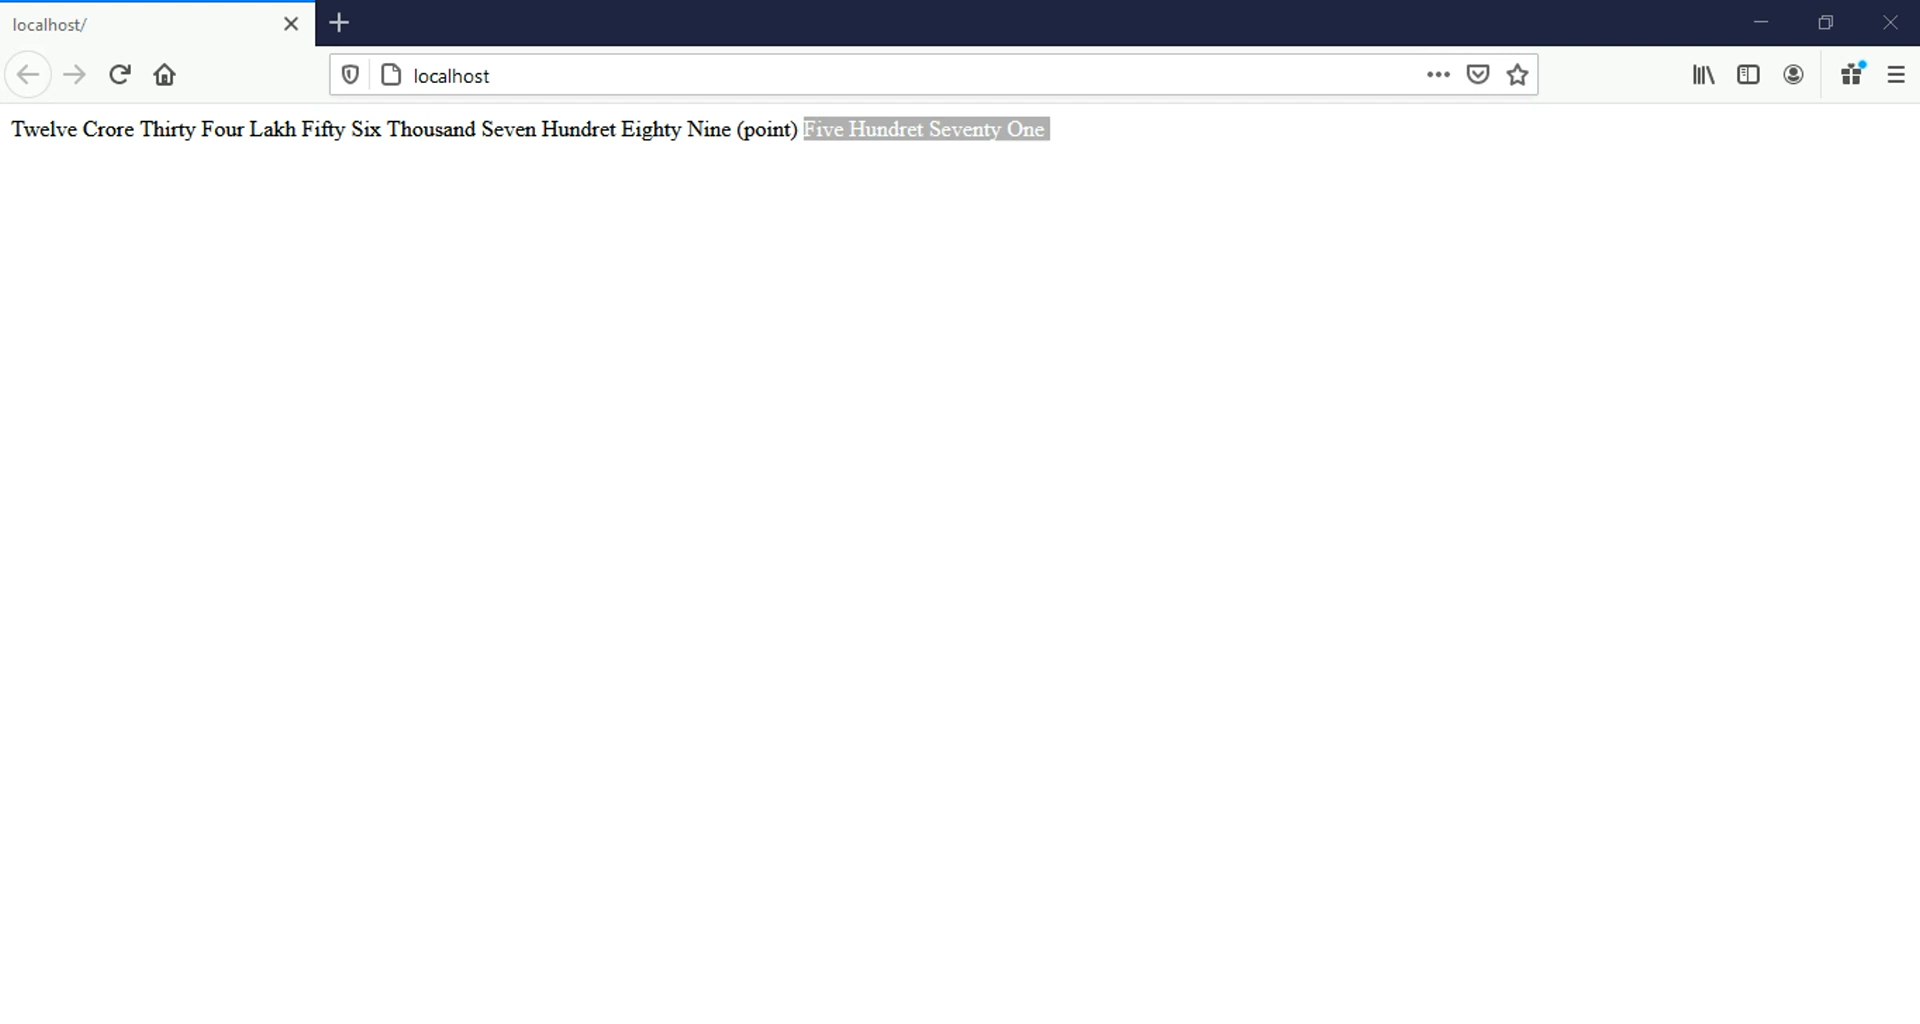 localhost/
localhost
Twelve Crore Thirty Four Lakh Fifty Six Thousand Seven Hundret Eighty Nine (point) Five Hundret Seventy One